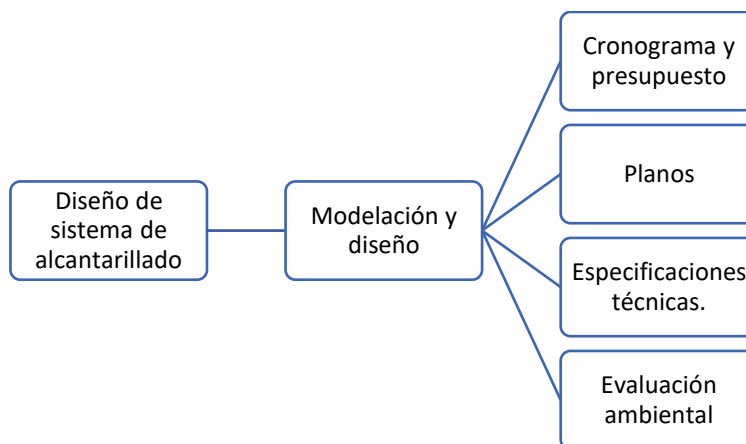 Diseño de
sistema de
alcantarillado
Modelación y
diseño
Cronograma y
presupuesto
Planos
Especificaciones
técnicas.
Evaluación
ambiental